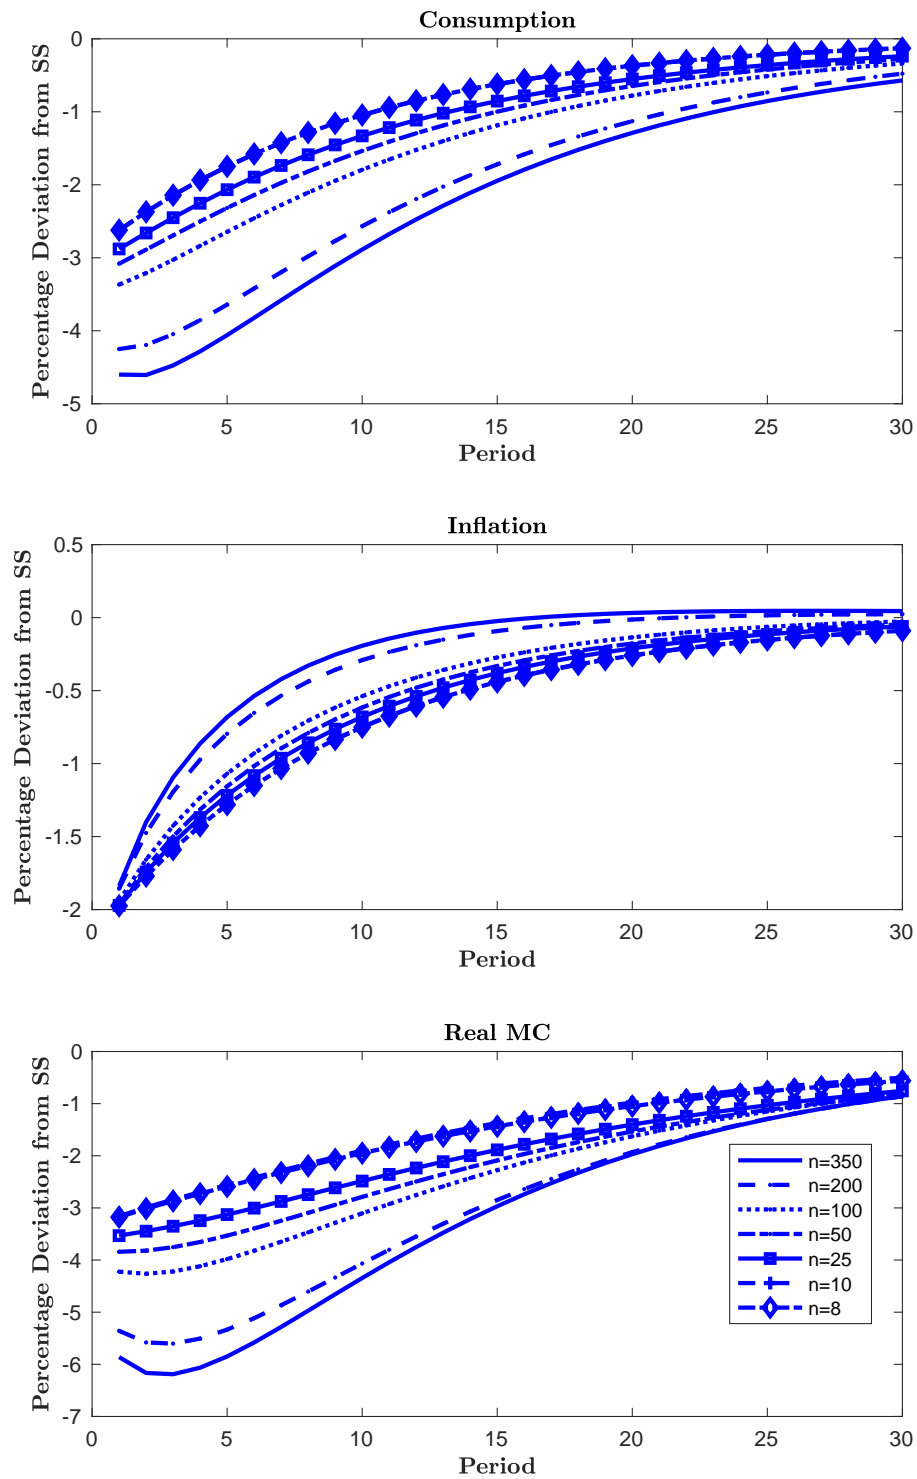 Consumption
0
-1
-2
-3
-4
-5
Percentage Deviation from SS
0 5 10 15 20 25 30
Period
Inflation
0.5
0
-0.5
-1
-1.5
-2
Percentage Deviation from SS
0 5 10 15 20 25 30
Period
Real MC
0
-1
-2
-3
-4
-5
-6
-7
Percentage Deviation from SS
n=350
n=200
n=100
n=50
n=25
n=10
n=8
0 5 10 15 20 25 30
Period